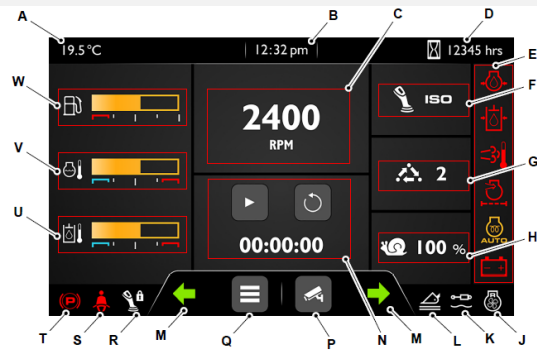 A
B
C
D
19.5°C
12:32 pm
12345 hrs
E
W
F
ISO
2400
RPM
V
G
2
U
AUTO
H
00:00:00
100 %
P
T
S
R
M
Q
P
N
M
L
K
J